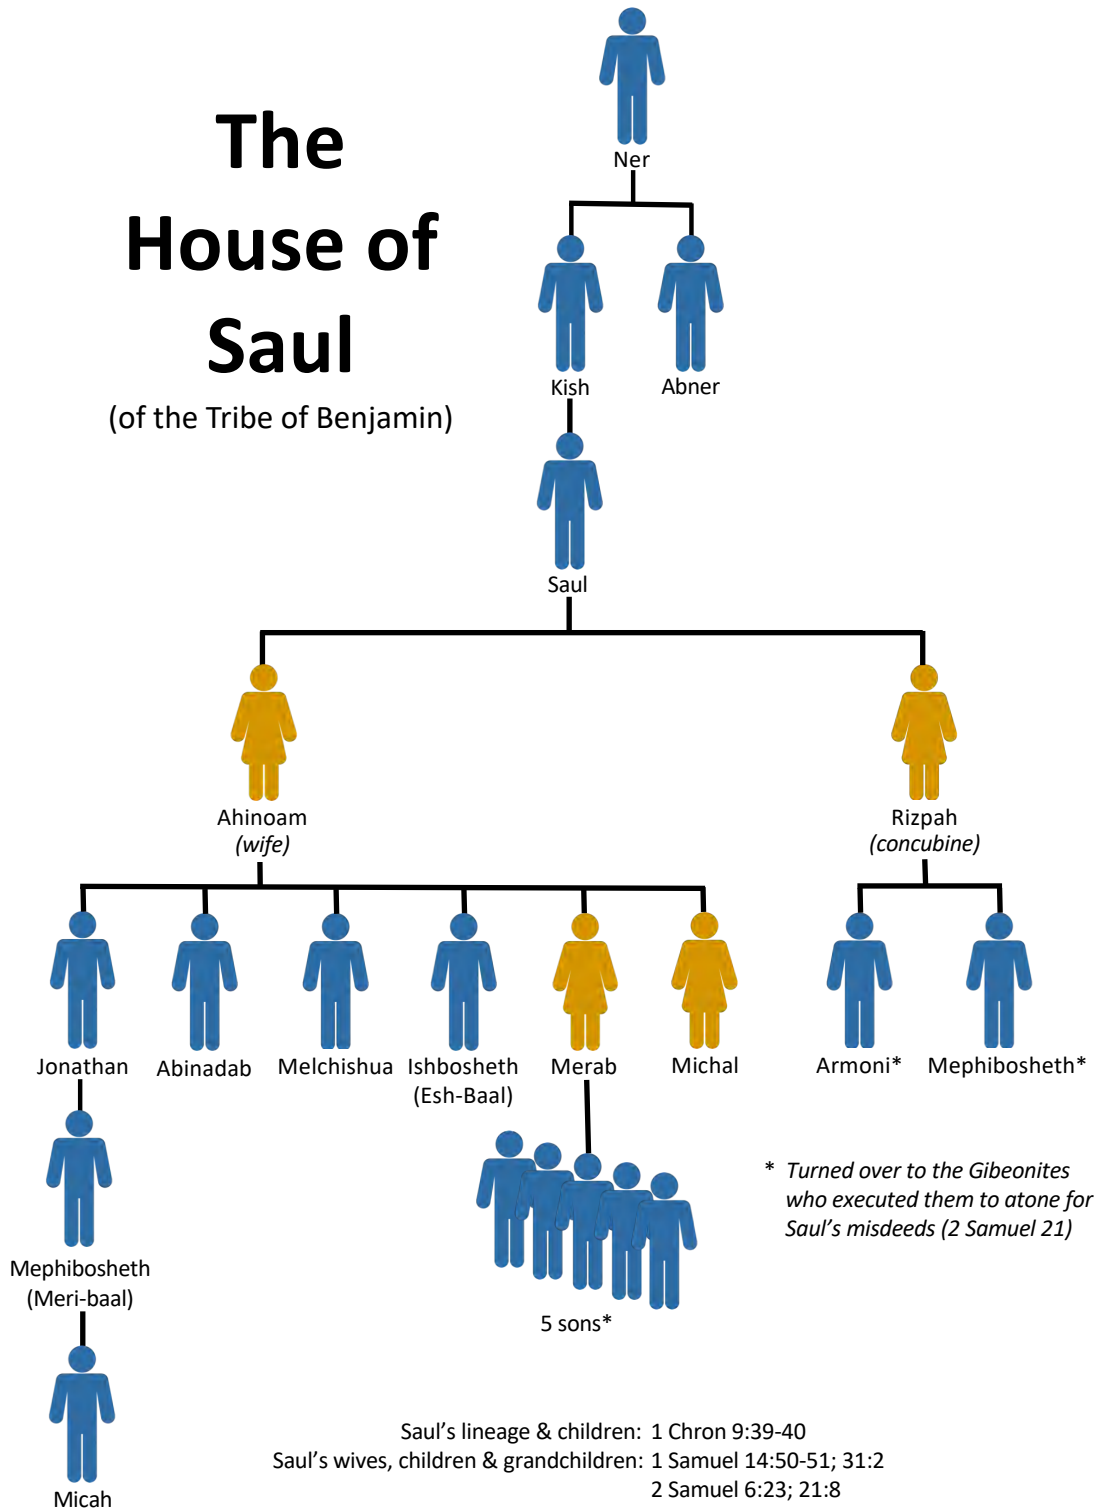 The
House of
Saul
(of the Tribe of Benjamin)
Ner
Kish
Abner
Saul
Ahinoam
(wife)
Rizpah
(concubine)
Jonathan
Abinadab
Melchishua
Ishbosheth
(Esh-Baal)
Merab
Michal
Armoni*
Mephibosheth*
Mephibosheth
(Meri-baal)
5 sons*
* Turned over to the Gibeonites
who executed them to atone for
Saul’s misdeeds (2 Samuel 21)
Micah
Saul’s lineage & children: 1 Chron 9:39-40
Saul’s wives, children & grandchildren: 1 Samuel 14:50-51; 31:2
2 Samuel 6:23; 21:8